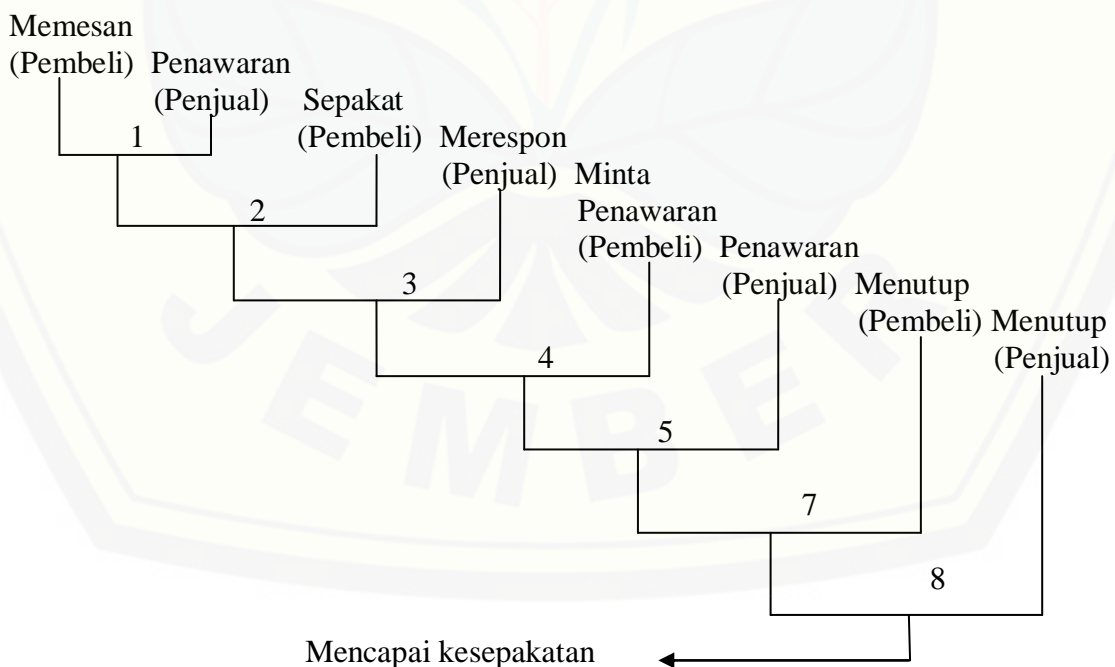 Memesan
(Pembeli)
Penawaran
(Penjual)
1
Sepakat
(Pembeli)
2
Merespon
(Penjual)
3
Minta
Penawaran
(Pembeli)
4
Penawaran
(Penjual)
5
Menutup
(Pembeli)
7
Menutup
(Penjual)
8
Mencapai kesepakatan
JEMBER